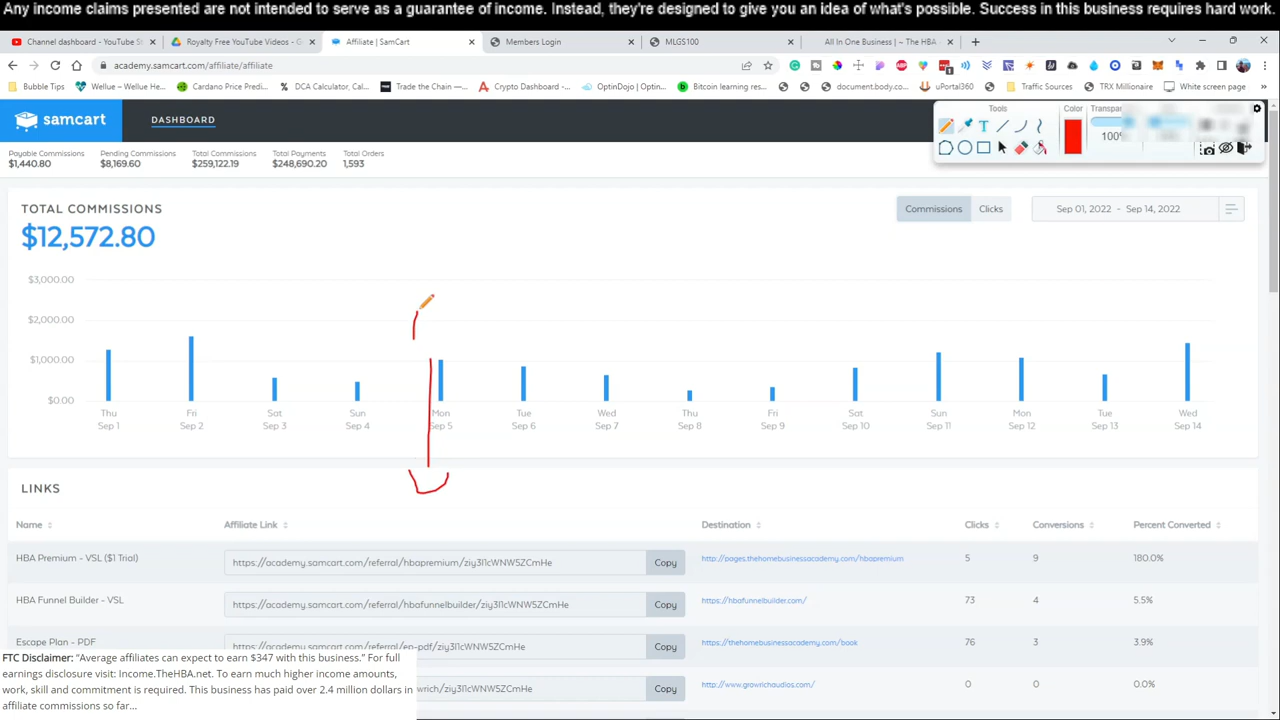 Any income claims presented are not intended to serve as a guarantee of income. Instead, they're designed to give you an idea of what's possible. Success in this business requires hard work.
Channel dashboard - YouTube St
Royalty Free YouTube Videos - G
Affiliate | SamCart
Members Login
MLGS100
All In One Business | ~ The HBA
academy.samcart.com/affiliate/affiliate
Bubble Tips
Wellue – Wellue He...
Cardano Price Predi...
DCA Calculator, Cal...
Trade the Chain —...
Crypto Dashboard -...
OptinDojo | Optin...
Bitcoin learning res...
document.body.co...
uPortal360
Traffic Sources
TRX Millionaire
White screen page
samcart
DASHBOARD
Tools
Color
Transpa
100%
Payable Commissions
$1,440.80
Pending Commissions
$8,169.60
Total Commissions
$259,122.19
Total Payments
$248,690.20
Total Orders
1,593
TOTAL COMMISSIONS
$12,572.80
Commissions
Clicks
Sep 01, 2022 - Sep 14, 2022
$3,000.00
$2,000.00
$1,000.00
$0.00
Thu Fri Sat Sun Mon Tue Wed Thu Fri Sat Sun Mon Tue Wed
Sep 1 Sep 2 Sep 3 Sep 4 Sep 5 Sep 6 Sep 7 Sep 8 Sep 9 Sep 10 Sep 11 Sep 12 Sep 13 Sep 14
LINKS
Name Affiliate Link Destination Clicks Conversions Percent Converted
HBA Premium - VSL ($1 Trial) https://academy.samcart.com/referral/hbapremium/ziy3l1cWNW5ZCmHe Copy http://pages.thehomebusinessacademy.com/hbapremium 5 9 180.0%
HBA Funnel Builder - VSL https://academy.samcart.com/referral/hbafunnelbuilder/ziy3l1cWNW5ZCmHe Copy https://hbafunnelbuilder.com/ 73 4 5.5%
Escape Plan - PDF https://academy.samcart.com/referral/ep-pdf/ziy3l1cWNW5ZCmHe Copy https://thehomebusinessacademy.com/book 76 3 3.9%
wrich/ziy3l1cWNW5ZCmHe Copy http://www.growrichaudios.com/ 0 0 0.0%
FTC Disclaimer: "Average affiliates can expect to earn $347 with this business." For full
earnings disclosure visit: Income.TheHBA.net. To earn much higher income amounts,
work, skill and commitment is required. This business has paid over 2.4 million dollars in
affiliate commissions so far...